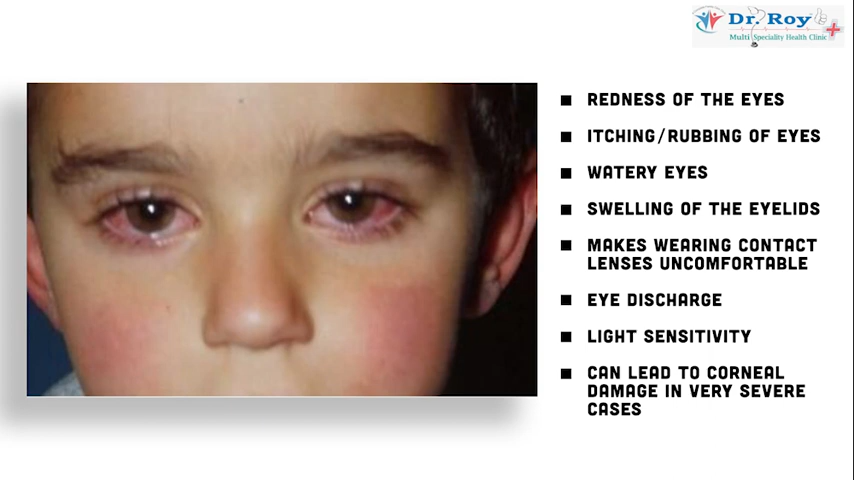 Dr. Roy
Multi Speciality Health Clinic
REDNESS OF THE EYES
ITCHING/RUBBING OF EYES
WATERY EYES
SWELLING OF THE EYELIDS
MAKES WEARING CONTACT
LENSES UNCOMFORTABLE
EYE DISCHARGE
LIGHT SENSITIVITY
CAN LEAD TO CORNEAL
DAMAGE IN VERY SEVERE
CASES